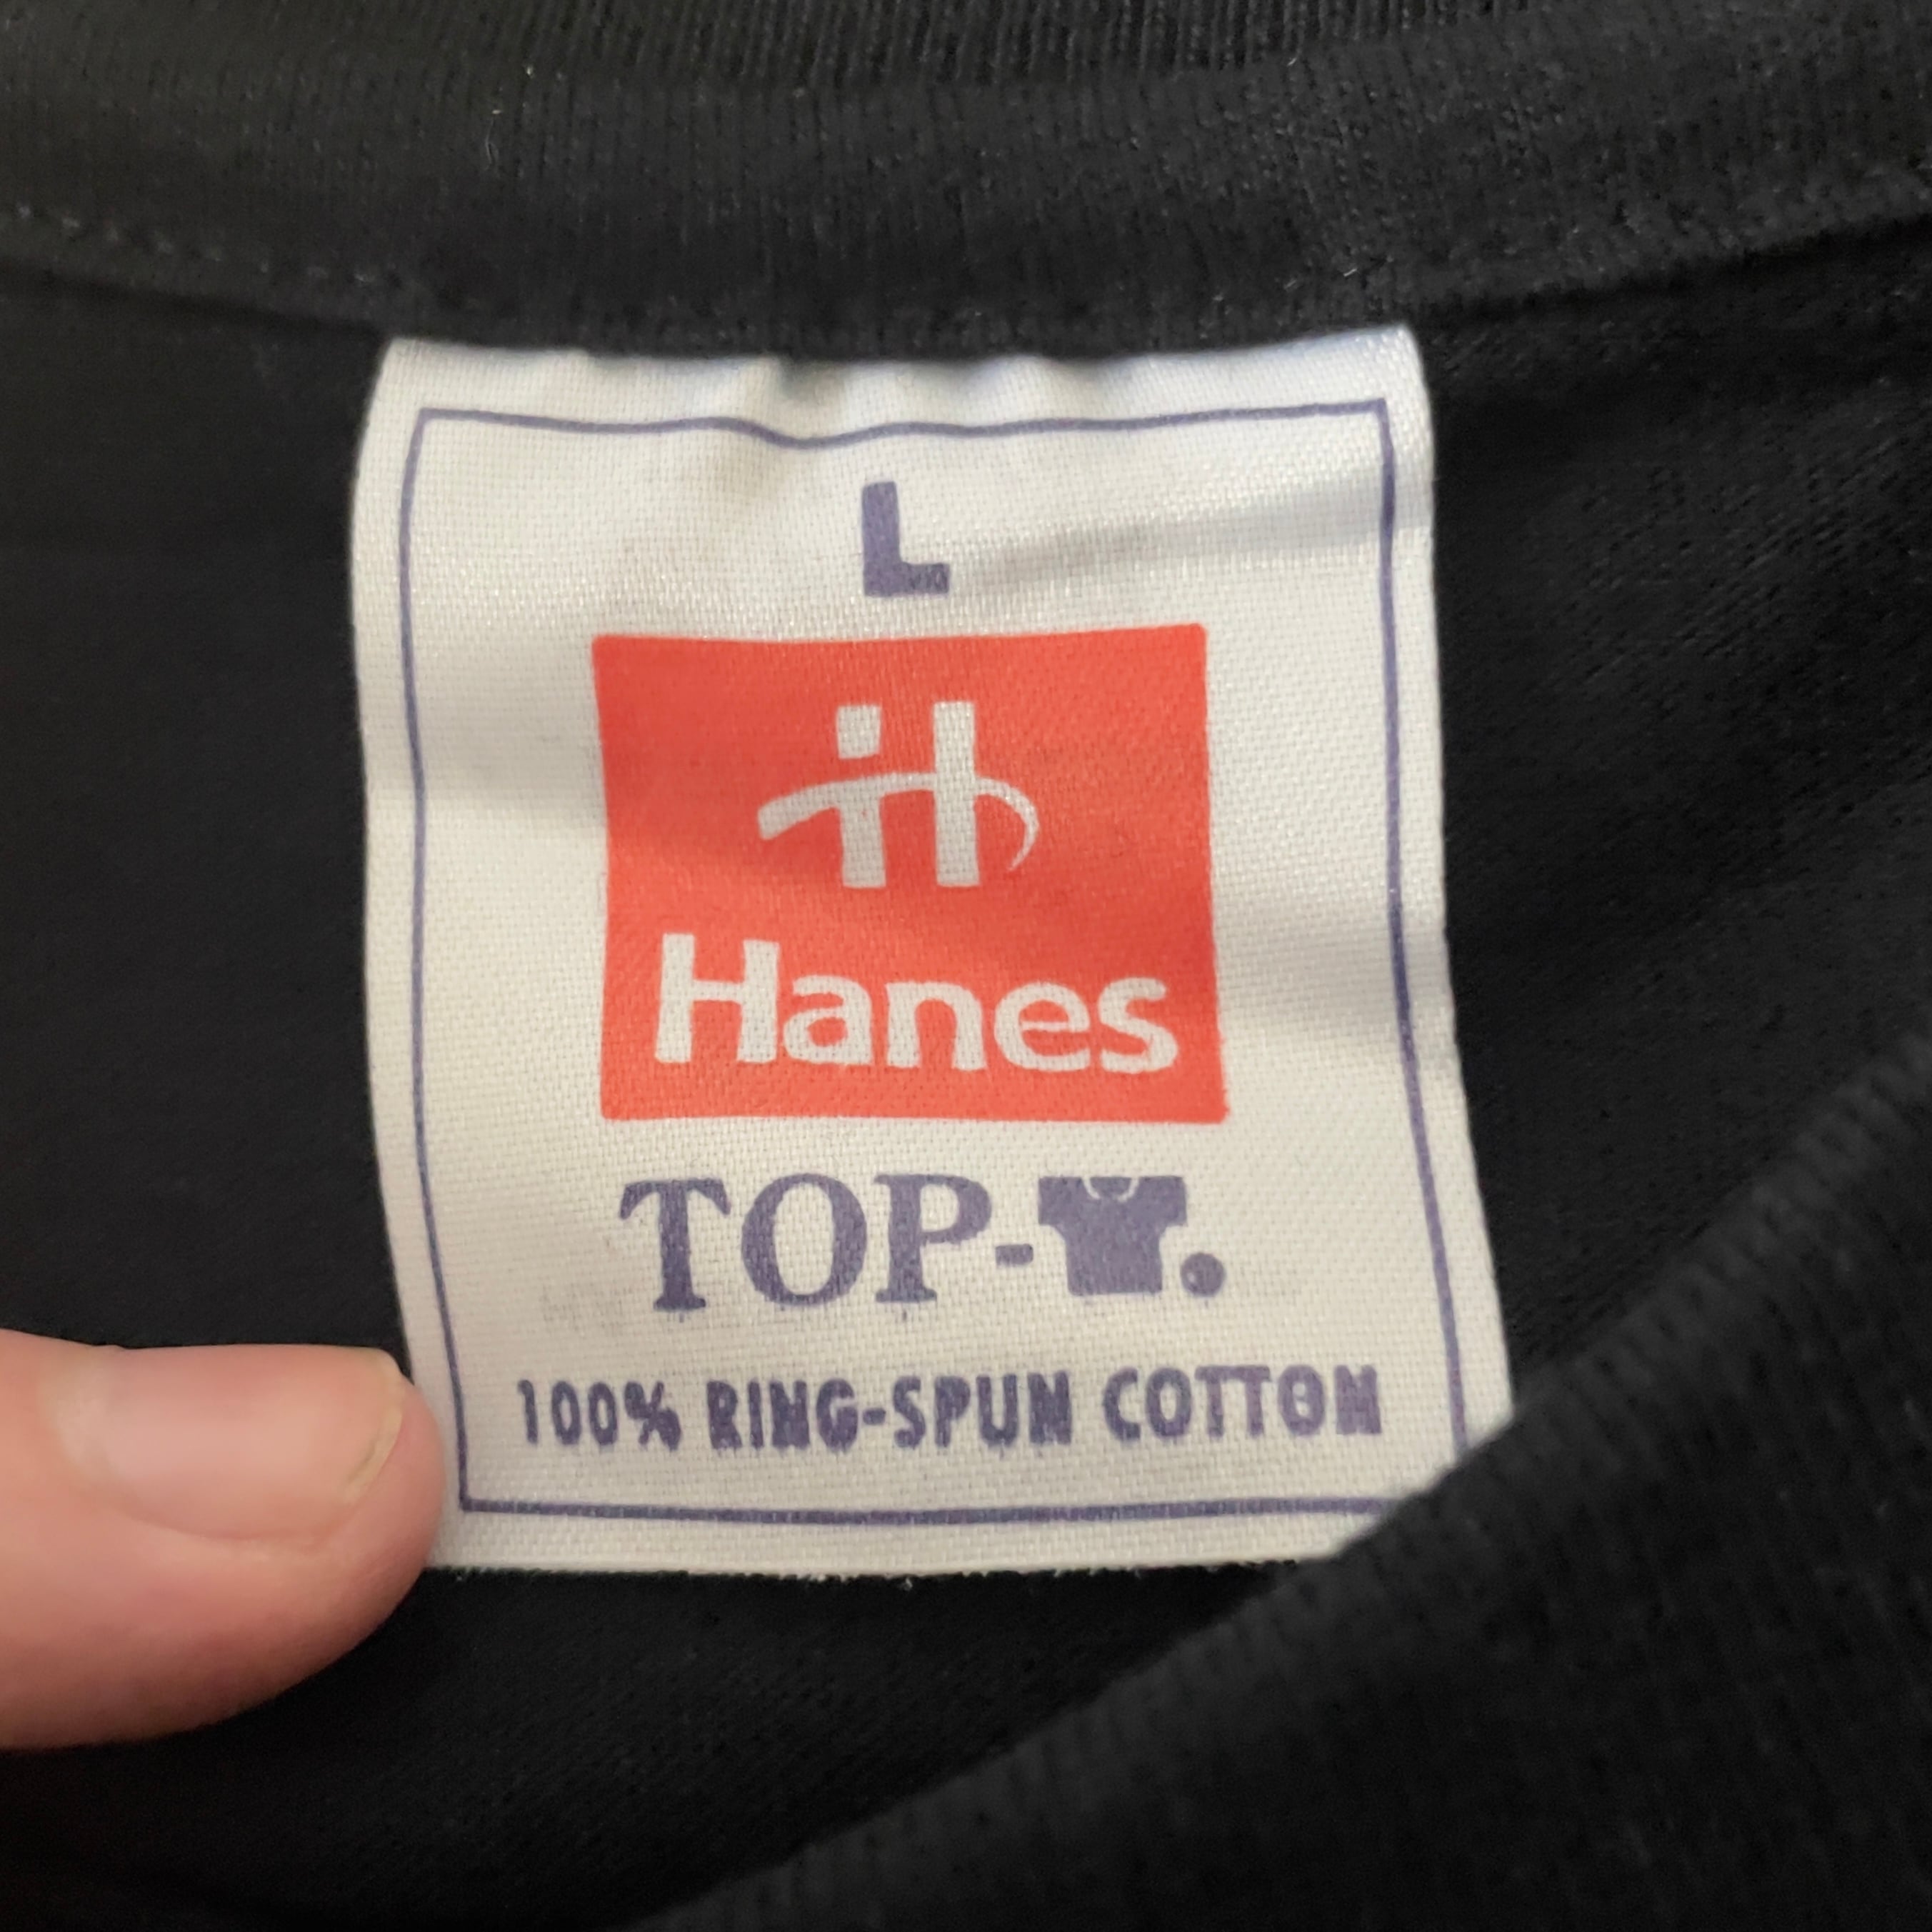 L
Hanes
TOP-
100% RING-SPUN COTTON